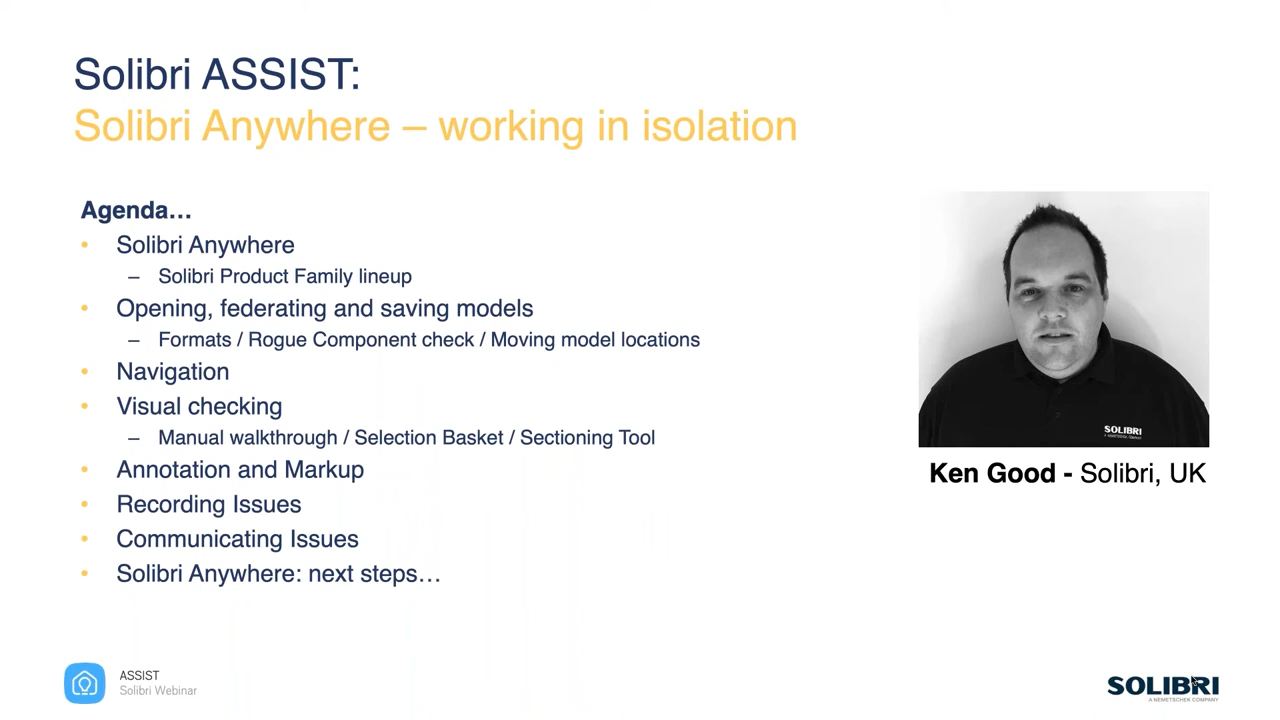 Solibri ASSIST:
Solibri Anywhere – working in isolation
Agenda…
• Solibri Anywhere
– Solibri Product Family lineup
• Opening, federating and saving models
– Formats / Rogue Component check / Moving model locations
• Navigation
• Visual checking
– Manual walkthrough / Selection Basket / Sectioning Tool
• Annotation and Markup
• Recording Issues
• Communicating Issues
• Solibri Anywhere: next steps…
SOLIBRI
Ken Good - Solibri, UK
ASSIST
Solibri Webinar
SOLIBRI
A NEMETSCHEK COMPANY